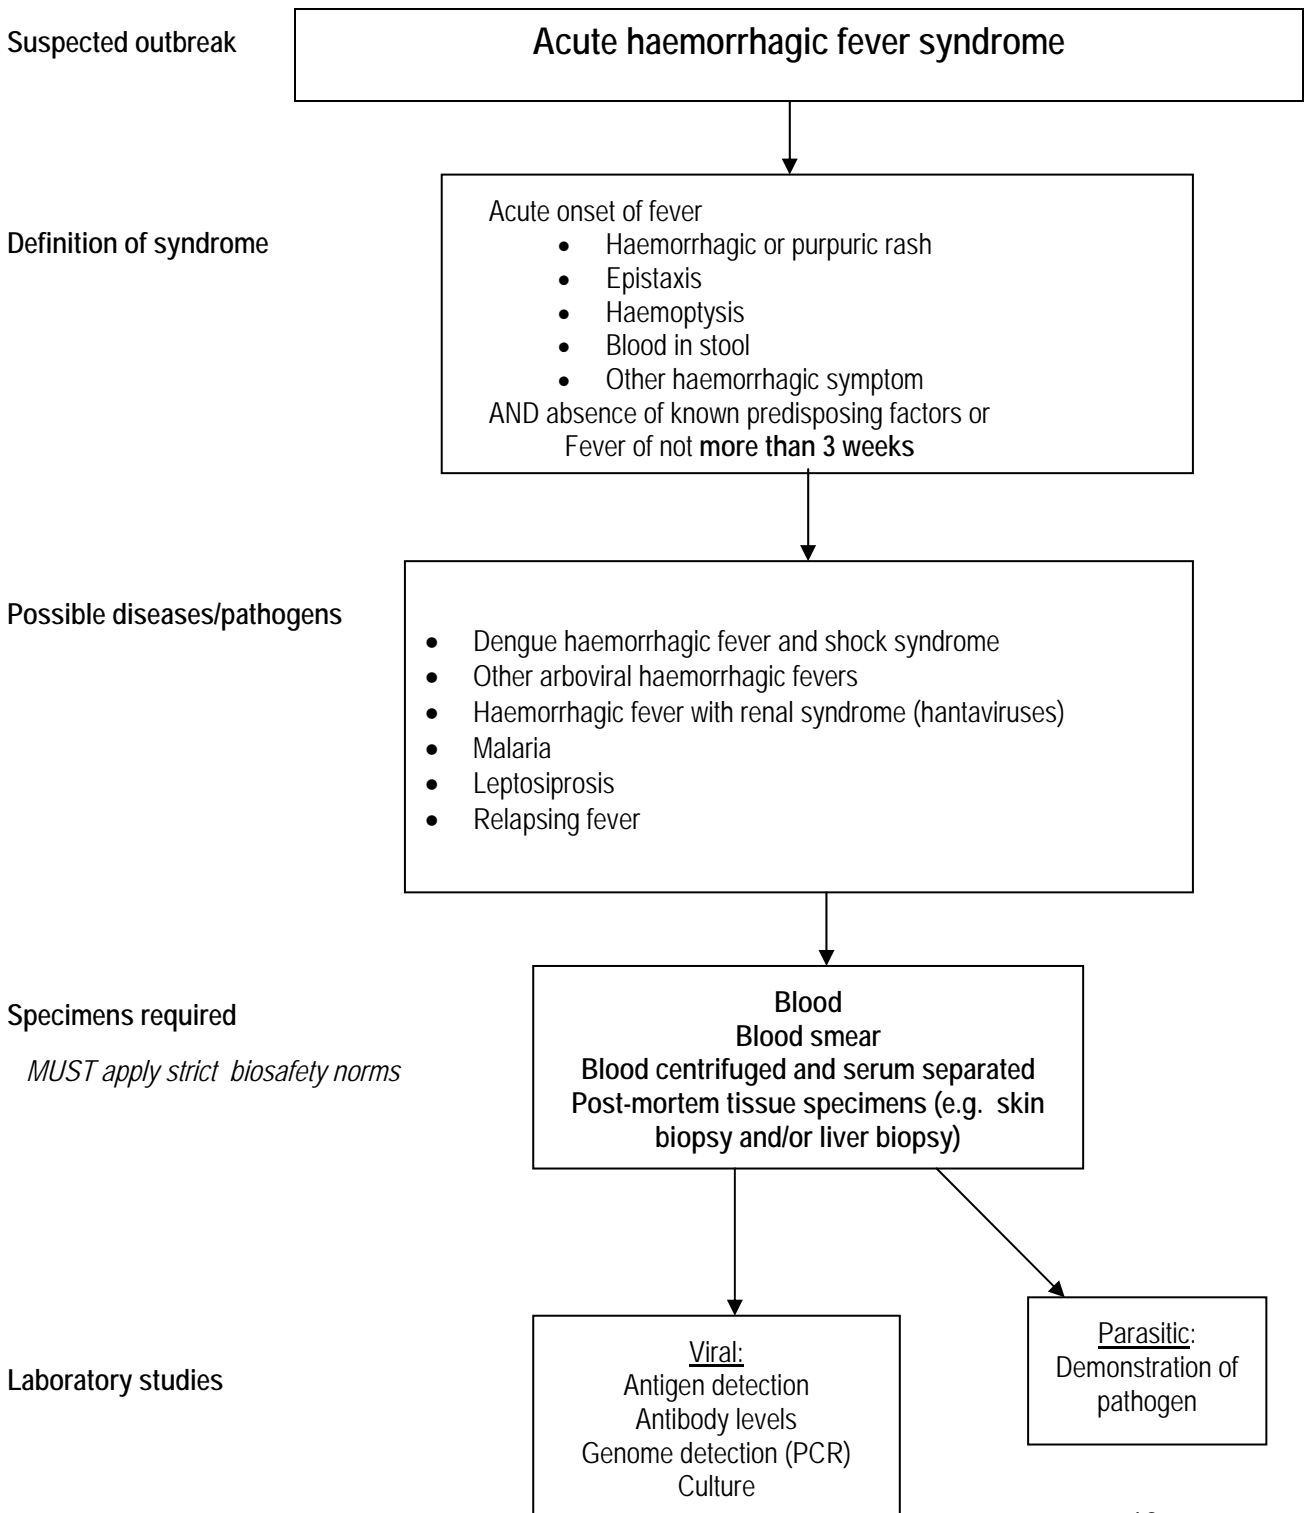 Suspected outbreak
Acute haemorrhagic fever syndrome
Definition of syndrome
Acute onset of fever
• Haemorrhagic or purpuric rash
• Epistaxis
• Haemoptysis
• Blood in stool
• Other haemorrhagic symptom
AND absence of known predisposing factors or
Fever of not more than 3 weeks
Possible diseases/pathogens
• Dengue haemorrhagic fever and shock syndrome
• Other arboviral haemorrhagic fevers
• Haemorrhagic fever with renal syndrome (hantaviruses)
• Malaria
• Leptosiprosis
• Relapsing fever
Specimens required
MUST apply strict biosafety norms
Blood
Blood smear
Blood centrifuged and serum separated
Post-mortem tissue specimens (e.g. skin
biopsy and/or liver biopsy)
Laboratory studies
Viral:
Antigen detection
Antibody levels
Genome detection (PCR)
Culture
Parasitic:
Demonstration of
pathogen